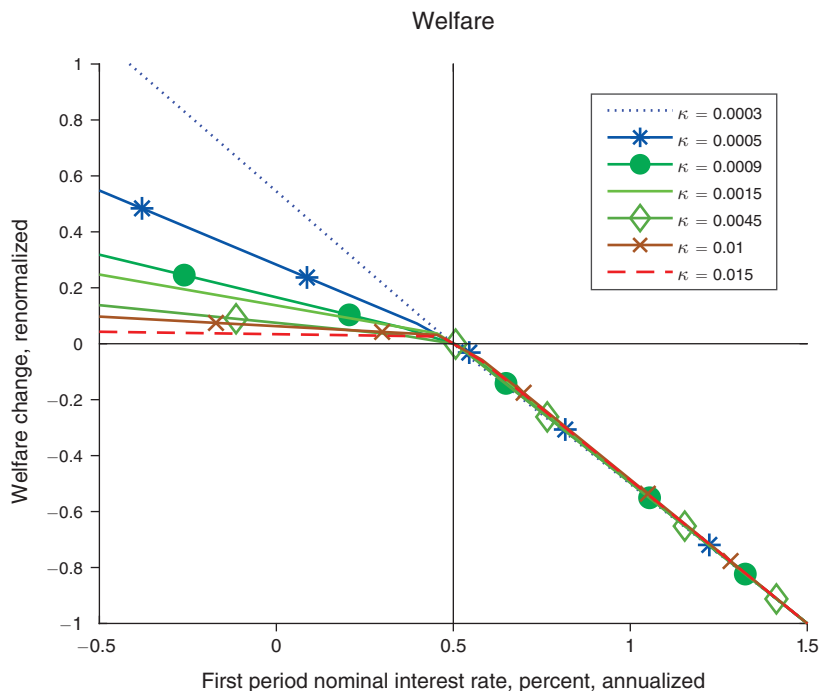 Welfare
1
0.8
0.6
0.4
0.2
0
−0.2
−0.4
−0.6
−0.8
−1
Welfare change, renormalized
κ = 0.0003
κ = 0.0005
κ = 0.0009
κ = 0.0015
κ = 0.0045
κ = 0.01
κ = 0.015
−0.5 0 0.5 1 1.5
First period nominal interest rate, percent, annualized